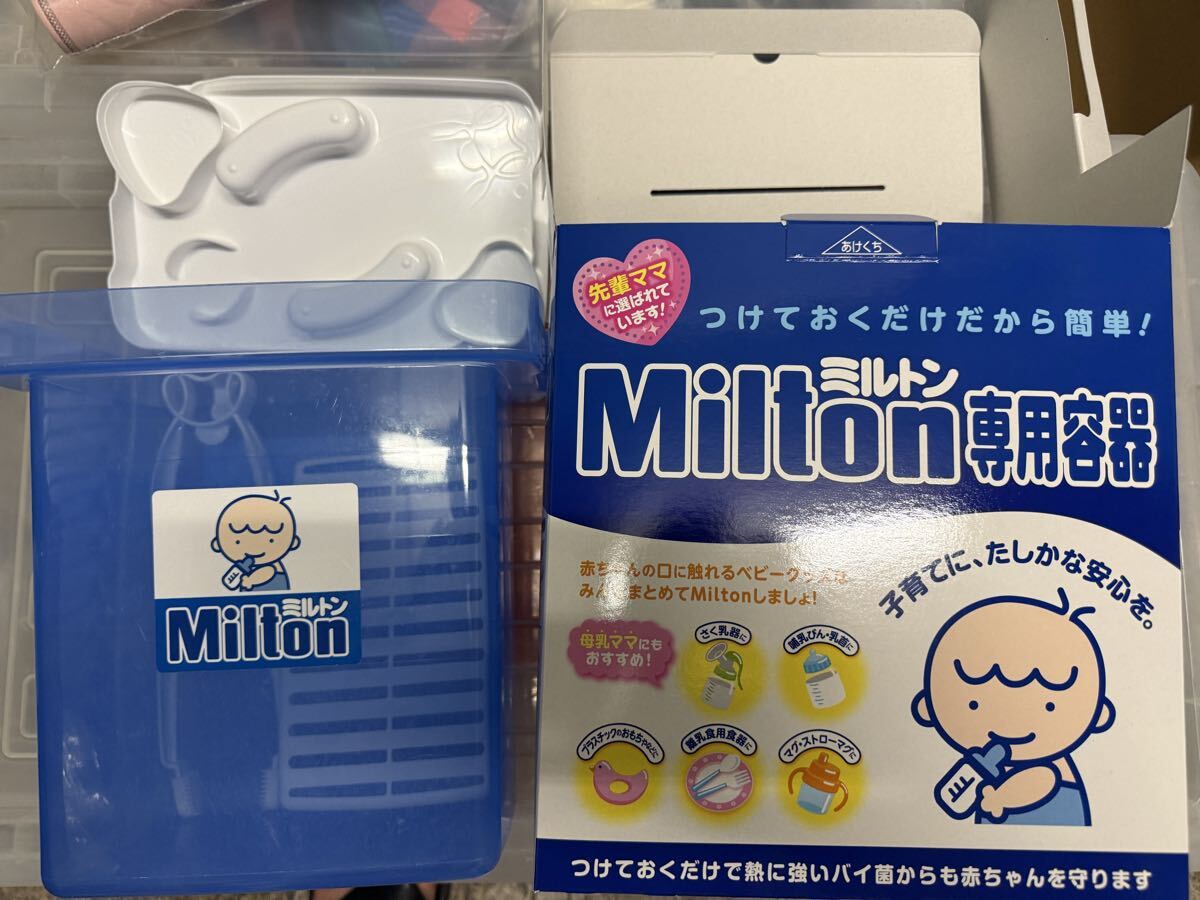 あけくち
先輩ママ
に選ばれて
います!
つけておくだけだから簡単!
ミルトン
Milton専用容器
子育てに、たしかな安心を。
赤ちゃんの口に触れるベビーグッズは
みん まとめてMiltonしましょ!
母乳ママにも
おすすめ!
さく乳器に
哺乳びん・乳首に
プラスチックのおもちゃなどに
離乳食用食器に
マグ・ストローマグに
つけておくだけで熱に強いバイ菌からも赤ちゃんを守ります
ミルトン
Milton